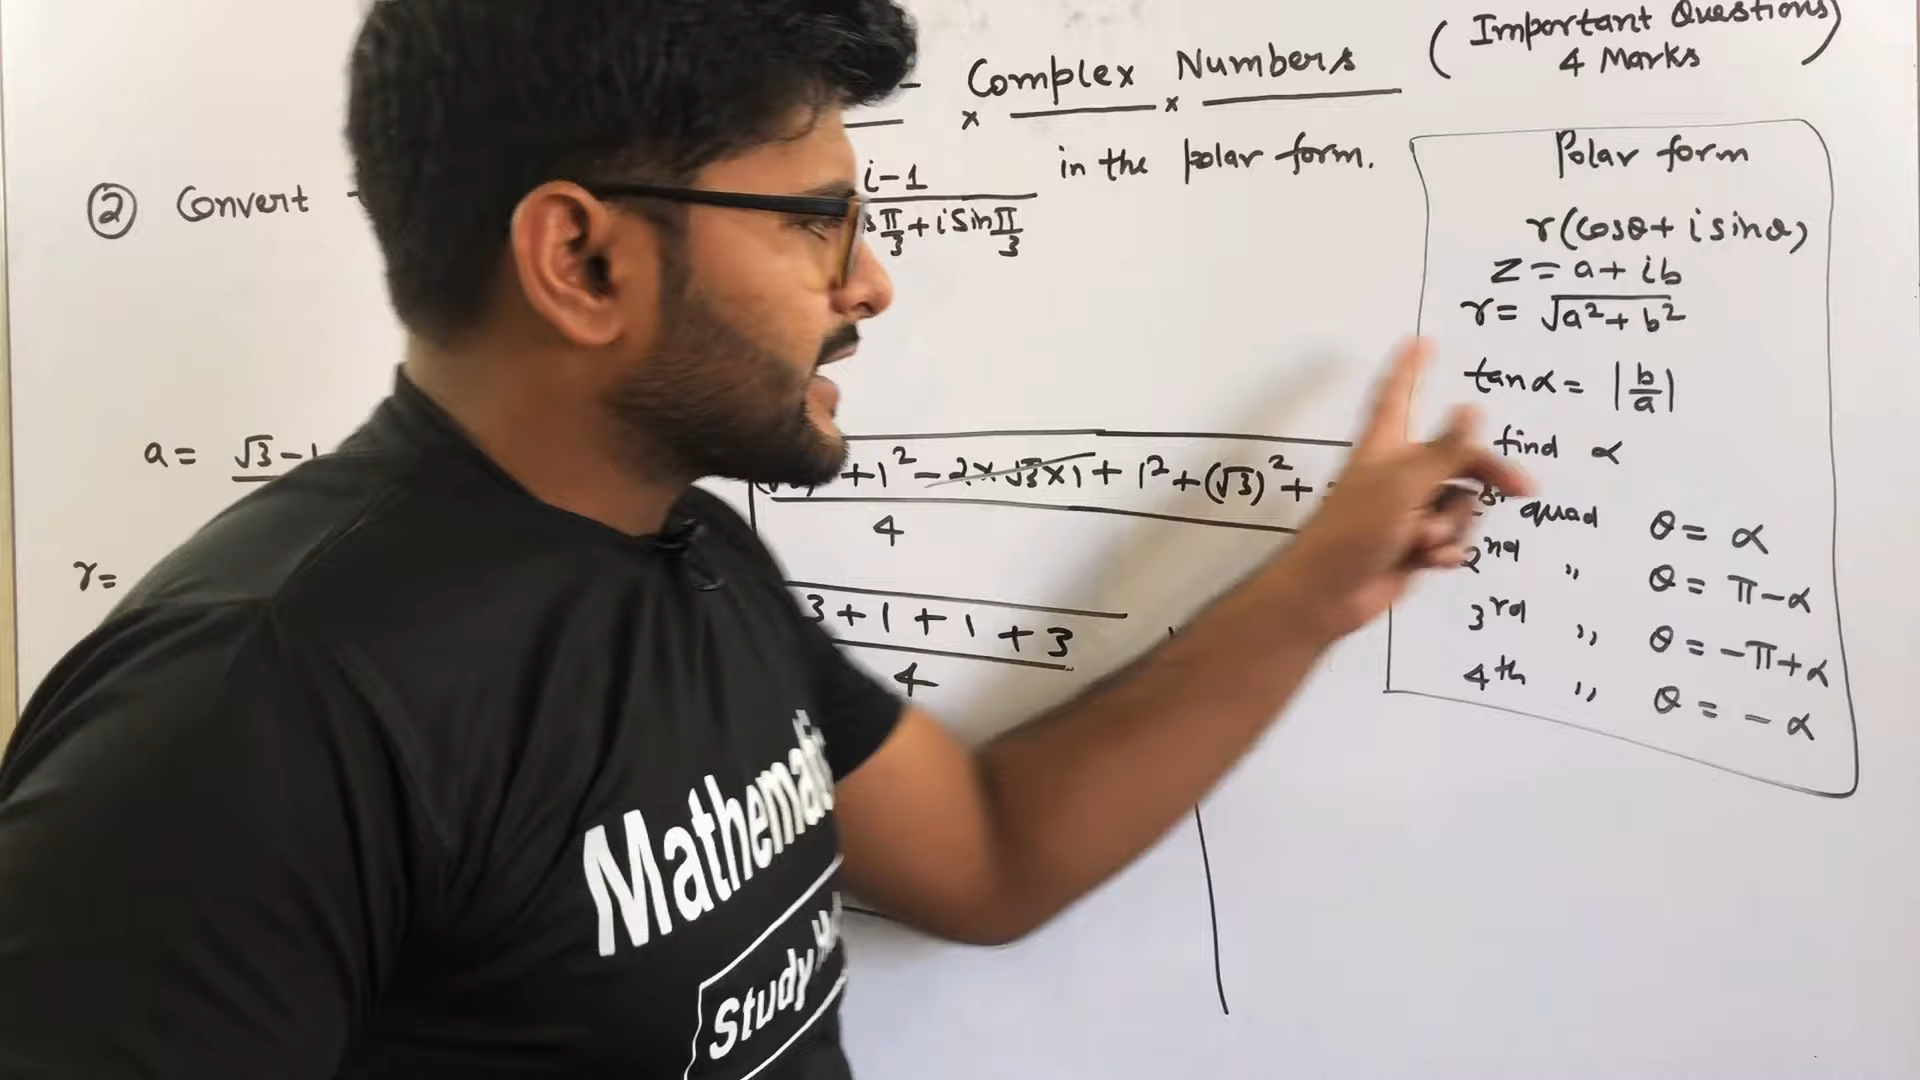 Complex Numbers
(Important Questions)
4 Marks
② Convert
i-1
π/3 + i Sin π/3
in the polar form.
a = √3 - 1
+ 1² - 2×√3×1 + 1² + (√3)² +
4
r =
3 + 1 + 1 + 3
4
Polar form
r(cosθ + i sinθ)
z = a + ib
r = √a² + b²
tanα = |b/a|
find α
quad θ = α
2nd ,, θ = π - α
3rd ,, θ = -π + α
4th ,, θ = - α
Mathemat
Study